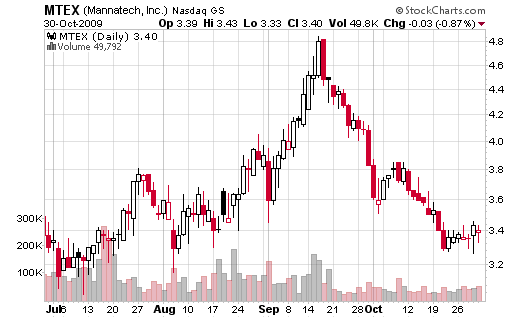 MTEX (Mannatech, Inc.) Nasdaq GS © StockCharts.com
30-Oct-2009 Op 3.39 Hi 3.43 Lo 3.33 Cl 3.40 Vol 49.8K Chg -0.03 (-0.87%)
MTEX (Daily) 3.40
Volume 49,792
4.8
4.6
4.4
4.2
4.0
3.8
3.6
3.4
3.2
300K
200K
100K
Jul6 13 20 27 Aug 10 17 24 Sep 8 14 21 28 Oct 12 19 26